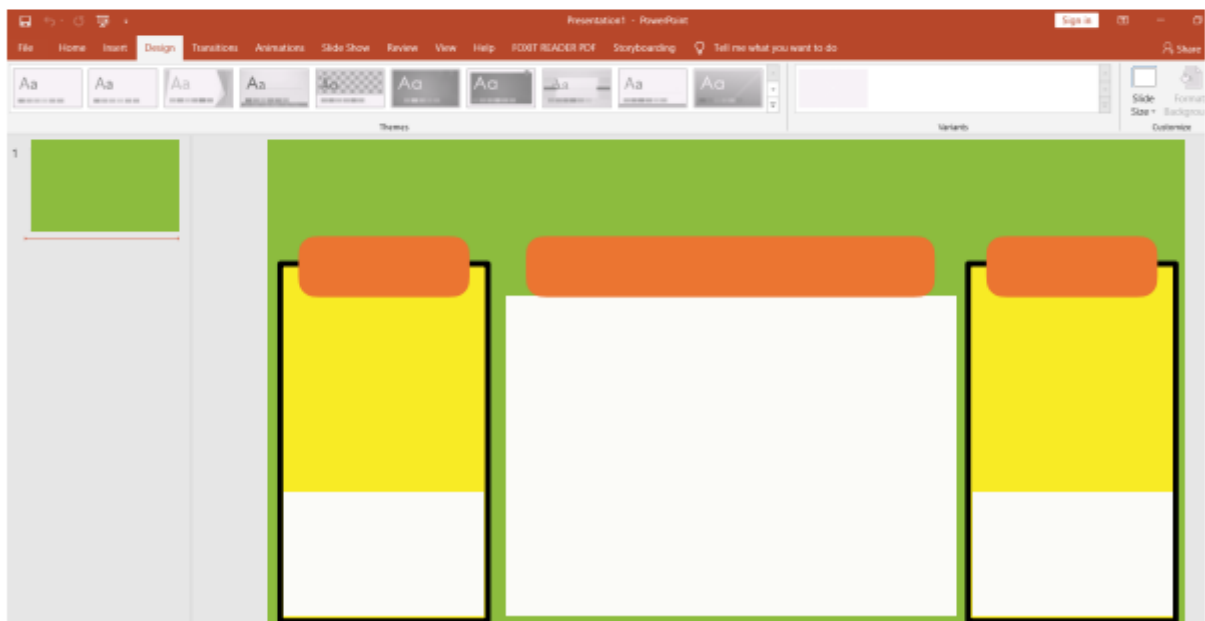 Presentation1 - PowerPoint
Sign in
File Home Insert Design Transitions Animations Slide Show Review View Help FOXIT READER PDF Storyboarding Tell me what you want to do
Share
Aa Aa Aa Aa Aa Aa Aa Aa Aa Aa
Slide Size
Format
Themes Variants Customize
1